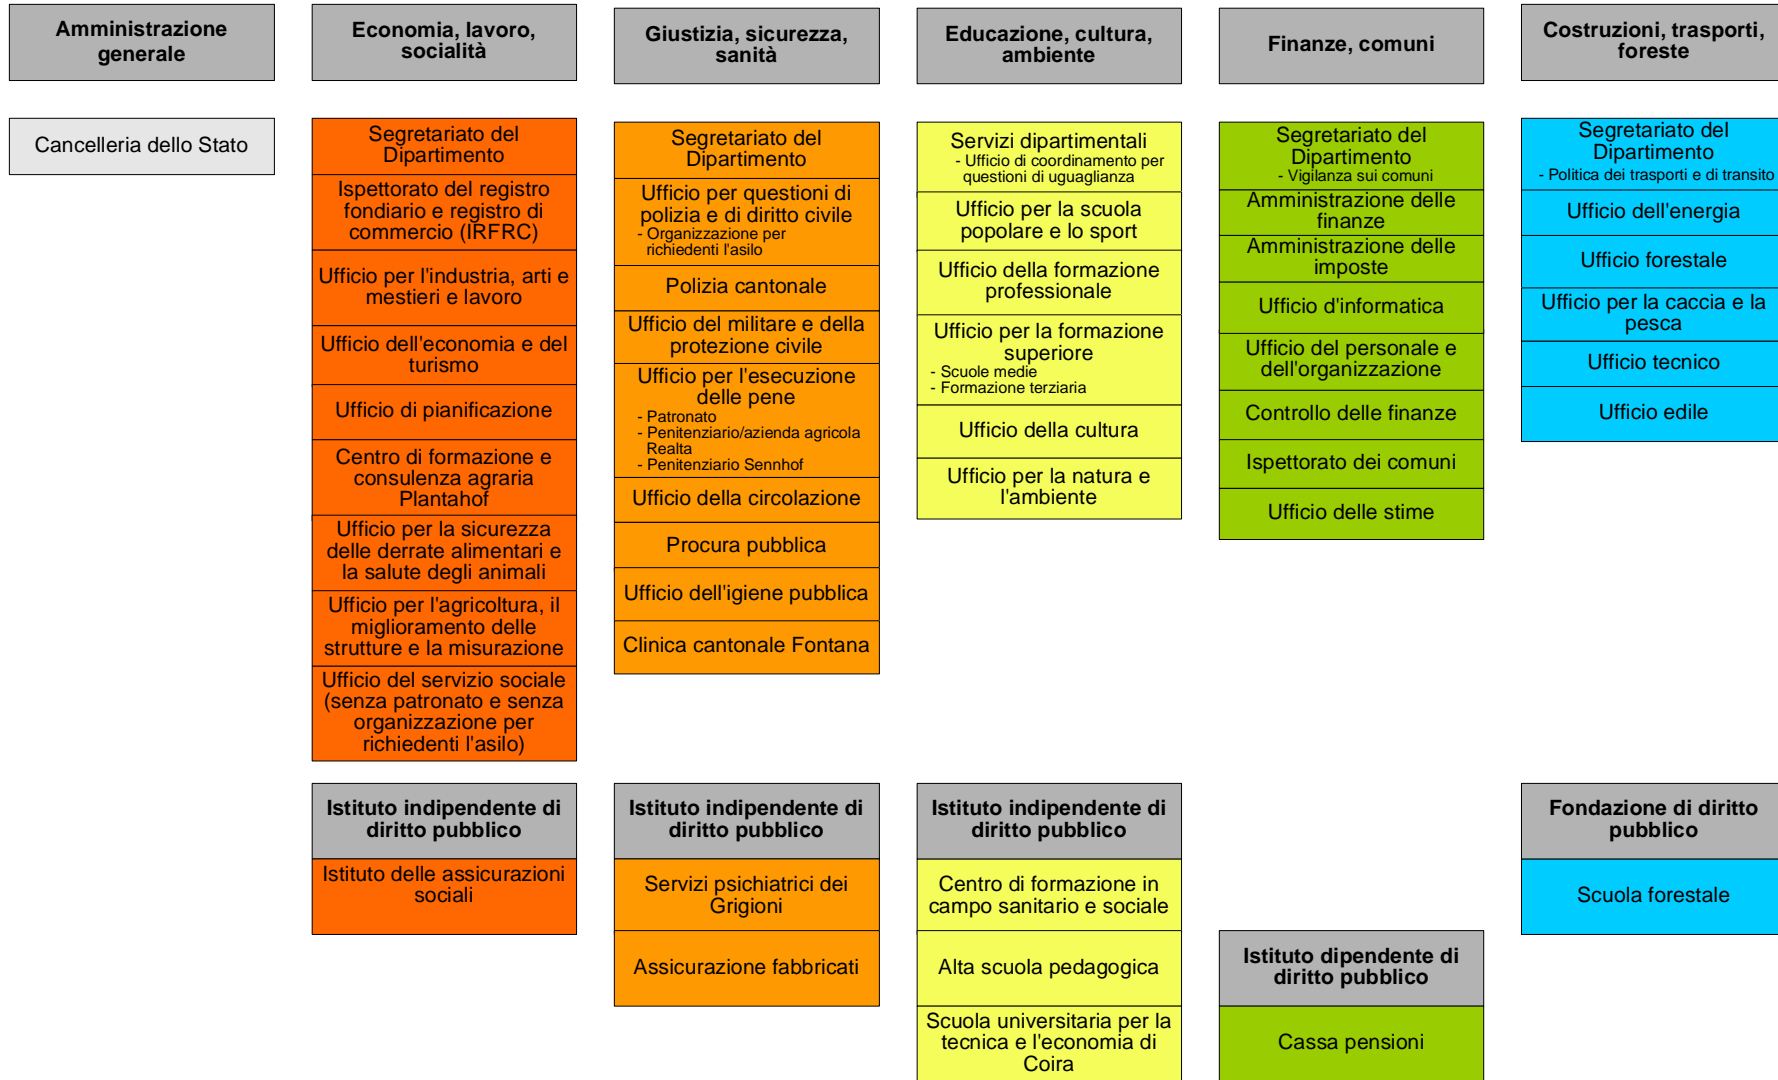 Amministrazione
generale
Cancelleria dello Stato
Economia, lavoro,
socialità
Segretariato del
Dipartimento
Ispettorato del registro
fondiario e registro di
commercio (IRFRC)
Ufficio per l'industria, arti e
mestieri e lavoro
Ufficio dell'economia e del
turismo
Ufficio di pianificazione
Centro di formazione e
consulenza agraria
Plantahof
Ufficio per la sicurezza
delle derrate alimentari e
la salute degli animali
Ufficio per l'agricoltura, il
miglioramento delle
strutture e la misurazione
Ufficio del servizio sociale
(senza patronato e senza
organizzazione per
richiedenti l'asilo)
Istituto indipendente di
diritto pubblico
Istituto delle assicurazioni
sociali
Giustizia, sicurezza,
sanità
Segretariato del
Dipartimento
Ufficio per questioni di
polizia e di diritto civile
- Organizzazione per
richiedenti l'asilo
Polizia cantonale
Ufficio del militare e della
protezione civile
Ufficio per l'esecuzione
delle pene
- Patronato
- Penitenziario/azienda agricola
Realta
- Penitenziario Sennhof
Ufficio della circolazione
Procura pubblica
Ufficio dell'igiene pubblica
Clinica cantonale Fontana
Istituto indipendente di
diritto pubblico
Servizi psichiatrici dei
Grigioni
Assicurazione fabbricati
Educazione, cultura,
ambiente
Servizi dipartimentali
- Ufficio di coordinamento per
questioni di uguaglianza
Ufficio per la scuola
popolare e lo sport
Ufficio della formazione
professionale
Ufficio per la formazione
superiore
- Scuole medie
- Formazione terziaria
Ufficio della cultura
Ufficio per la natura e
l'ambiente
Istituto indipendente di
diritto pubblico
Centro di formazione in
campo sanitario e sociale
Alta scuola pedagogica
Scuola universitaria per la
tecnica e l'economia di
Coira
Finanze, comuni
Segretariato del
Dipartimento
- Vigilanza sui comuni
Amministrazione delle
finanze
Amministrazione delle
imposte
Ufficio d'informatica
Ufficio del personale e
dell'organizzazione
Controllo delle finanze
Ispettorato dei comuni
Ufficio delle stime
Istituto dipendente di
diritto pubblico
Cassa pensioni
Costruzioni, trasporti,
foreste
Segretariato del
Dipartimento
- Politica dei trasporti e di transito
Ufficio dell'energia
Ufficio forestale
Ufficio per la caccia e la
pesca
Ufficio tecnico
Ufficio edile
Fondazione di diritto
pubblico
Scuola forestale